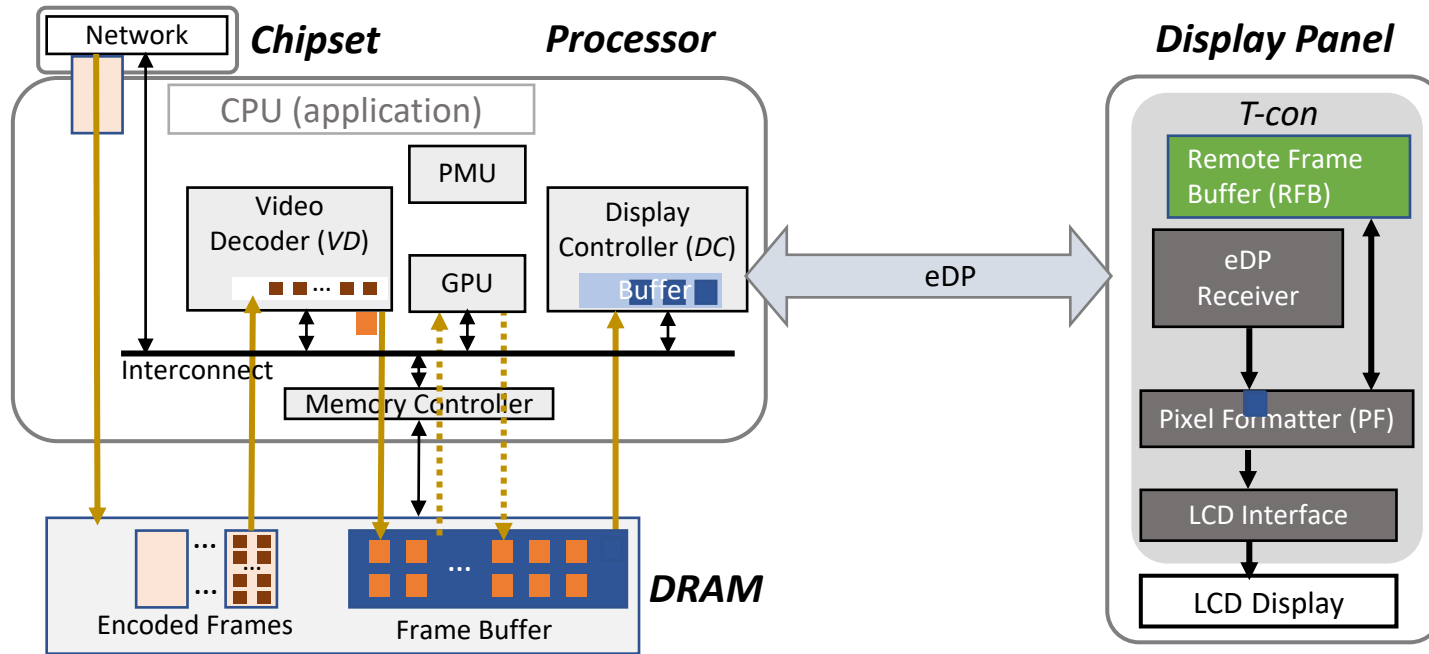 Network
Chipset
Processor
Display Panel
CPU (application)
T-con
PMU
Remote Frame
Buffer (RFB)
Video
Decoder (VD)
...
GPU
Display
Controller (DC)
Buffer
eDP
eDP
Receiver
Interconnect
Memory Controller
Pixel Formatter (PF)
LCD Interface
...
...
...
...
Encoded Frames
Frame Buffer
DRAM
LCD Display